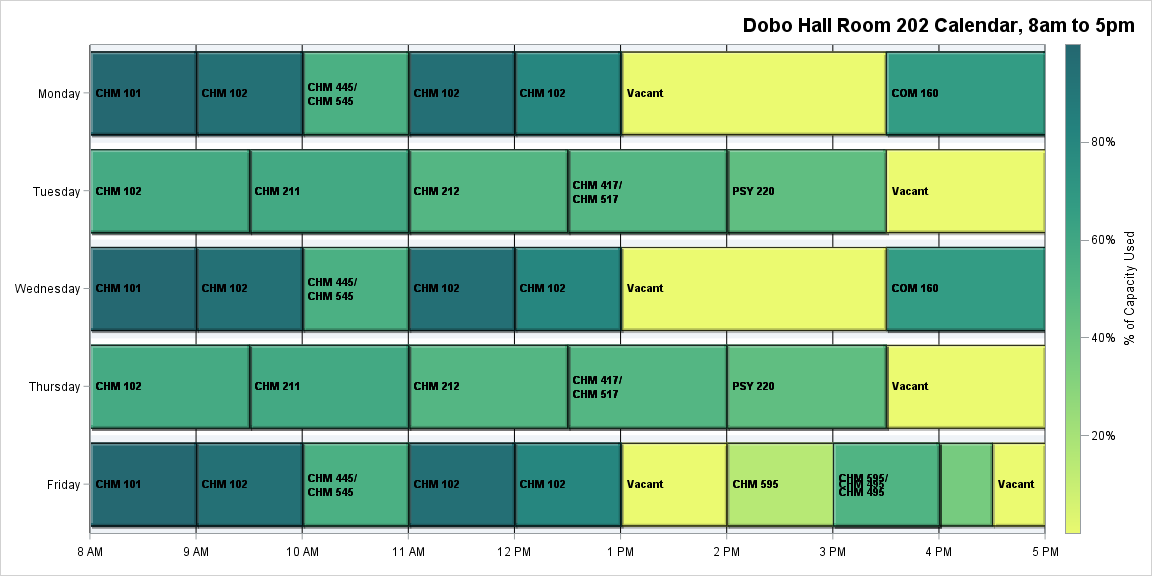 Dobo Hall Room 202 Calendar, 8am to 5pm
Monday
CHM 101
CHM 102
CHM 445/
CHM 545
CHM 102
CHM 102
Vacant
COM 160
Tuesday
CHM 102
CHM 211
CHM 212
CHM 417/
CHM 517
PSY 220
Vacant
Wednesday
CHM 101
CHM 102
CHM 445/
CHM 545
CHM 102
CHM 102
Vacant
COM 160
Thursday
CHM 102
CHM 211
CHM 212
CHM 417/
CHM 517
PSY 220
Vacant
Friday
CHM 101
CHM 102
CHM 445/
CHM 545
CHM 102
CHM 102
Vacant
CHM 595
CHM 595/
CHM 495
CHM 495
Vacant
8 AM
9 AM
10 AM
11 AM
12 PM
1 PM
2 PM
3 PM
4 PM
5 PM
80%
60%
40%
20%
% of Capacity Used